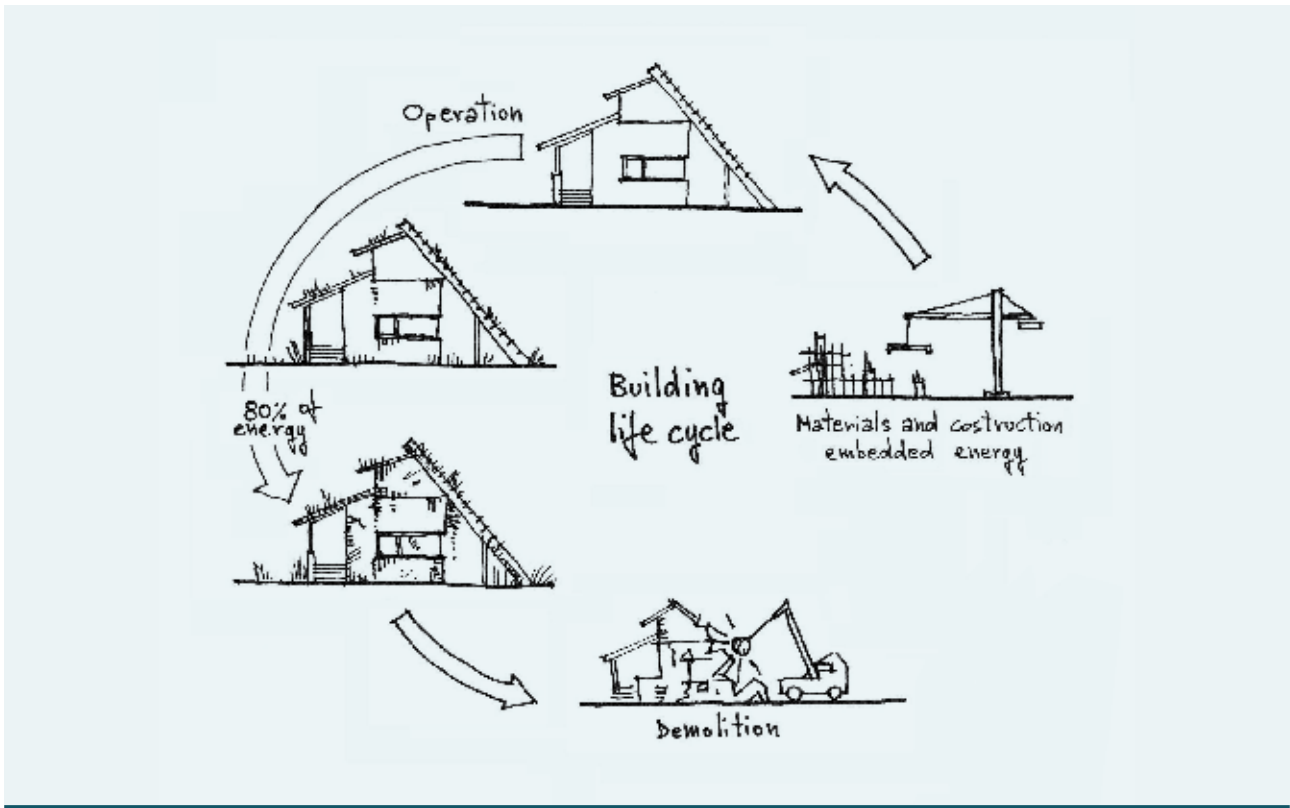 Operation
80% of
energy
Building
life cycle
Materials and costruction
embedded energy
Demolition